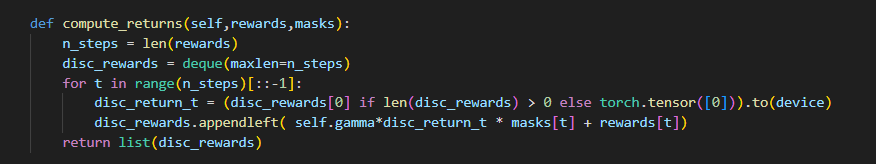 def compute_returns(self,rewards,masks):
    n_steps = len(rewards)
    disc_rewards = deque(maxlen=n_steps)
    for t in range(n_steps)[::-1]:
        disc_return_t = (disc_rewards[0] if len(disc_rewards) > 0 else torch.tensor([0])).to(device)
        disc_rewards.appendleft( self.gamma*disc_return_t * masks[t] + rewards[t])
    return list(disc_rewards)